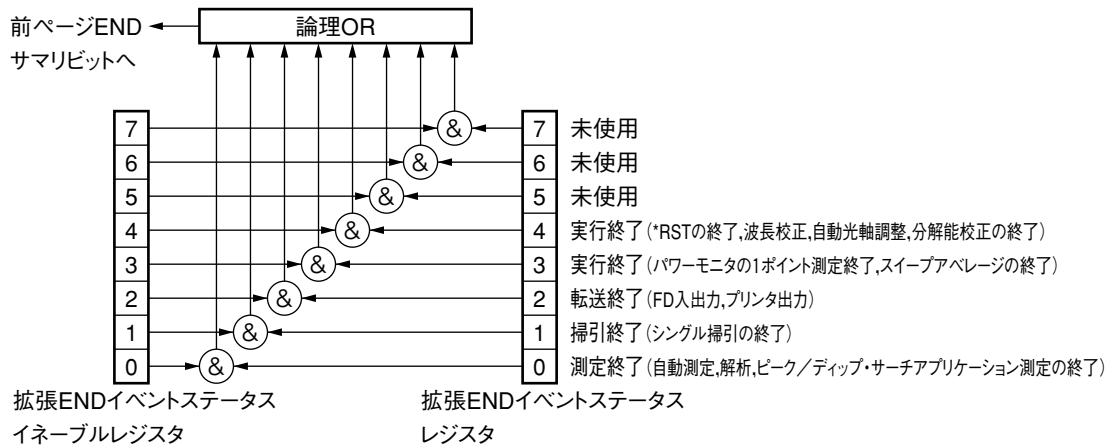 前ページEND
サマリビットへ
論理OR
7 & 7 未使用
6 & 6 未使用
5 & 5 未使用
4 & 4 実行終了(*RSTの終了,波長校正,自動光軸調整,分解能校正の終了)
3 & 3 実行終了(パワーモニタの1ポイント測定終了,スイープアベレージの終了)
2 & 2 転送終了(FD入出力,プリンタ出力)
1 & 1 掃引終了(シングル掃引の終了)
0 & 0 測定終了(自動測定,解析,ピーク／ディップ・サーチアプリケーション測定の終了)
拡張ENDイベントステータス
イネーブルレジスタ
拡張ENDイベントステータス
レジスタ